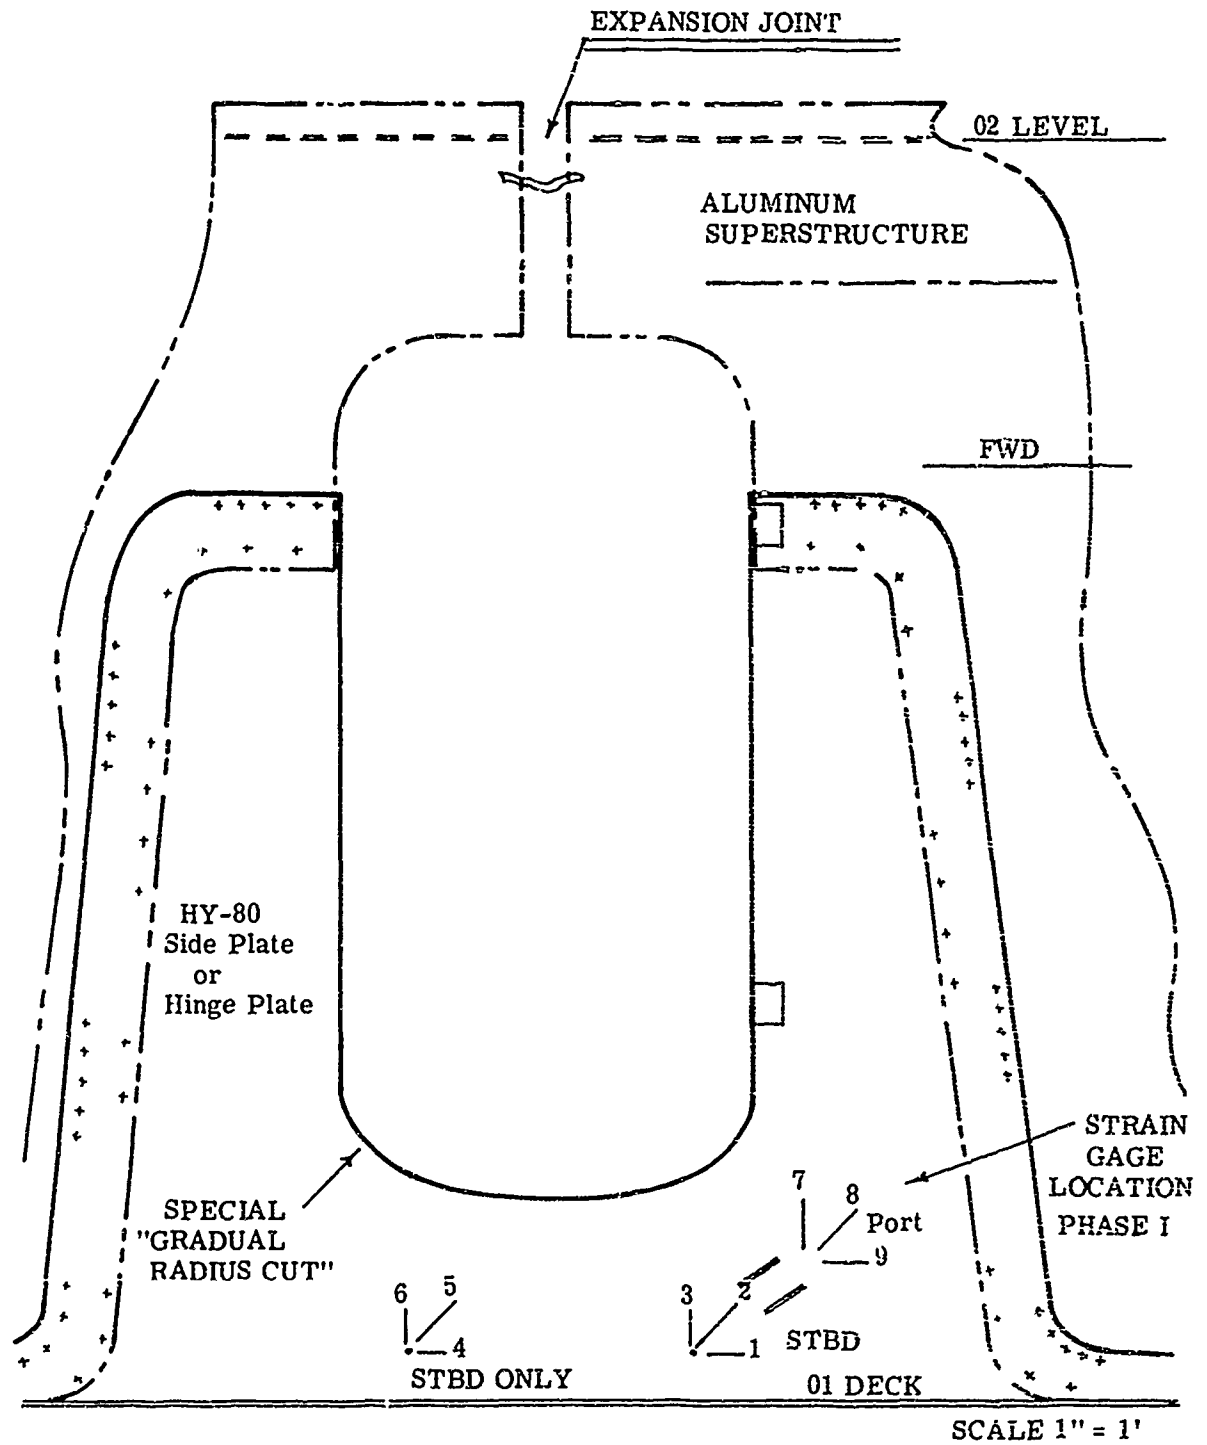 EXPANSION JOINT
02 LEVEL
ALUMINUM
SUPERSTRUCTURE
FWD
HY-80
Side Plate
or
Hinge Plate
STRAIN
GAGE
LOCATION
PHASE I
SPECIAL
"GRADUAL
RADIUS CUT"
7
8
Port
9
6
5
4
STBD ONLY
3
2
1
STBD
01 DECK
SCALE 1" = 1'